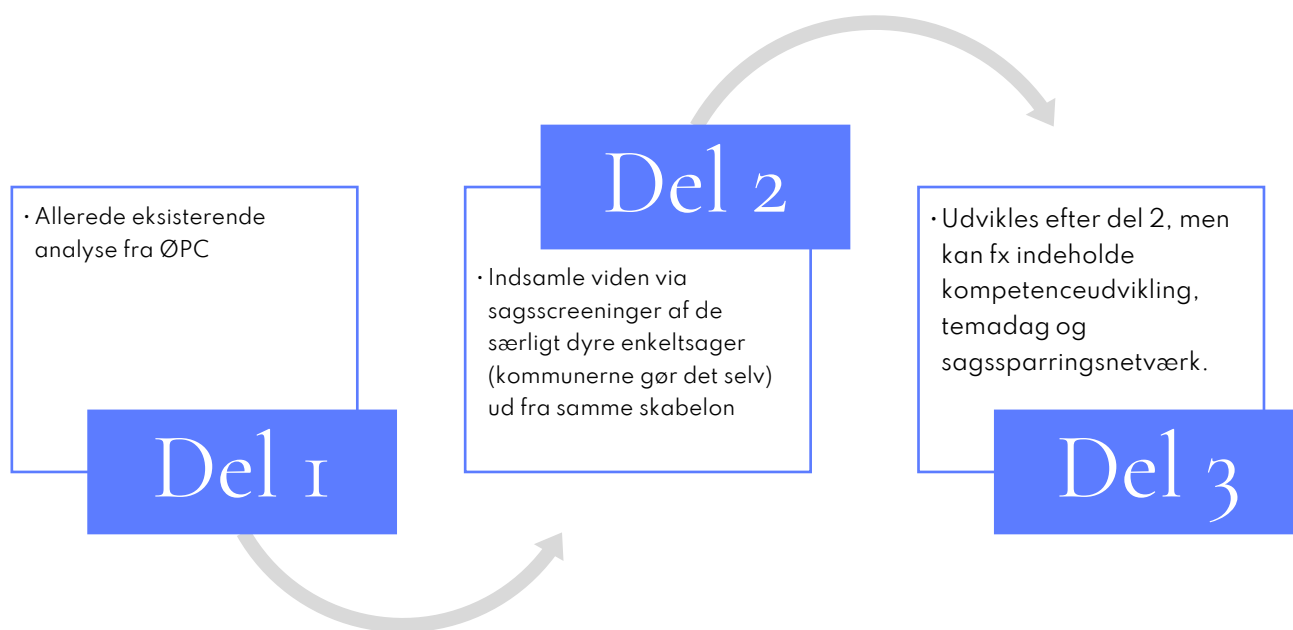 · Allerede eksisterende
analyse fra ØPC
Del 1
Del 2
· Indsamle viden via
sagsscreeninger af de
særligt dyre enkeltsager
(kommunerne gør det selv)
ud fra samme skabelon
· Udvikles efter del 2, men
kan fx indeholde
kompetenceudvikling,
temadag og
sagssparringsnetværk.
Del 3